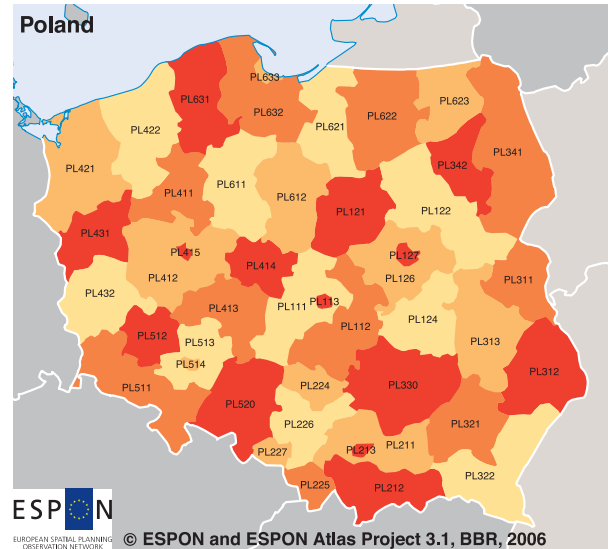 Poland
PL633
PL631
PL632
PL623
PL622
PL621
PL422
PL342
PL341
PL421
PL611
PL411
PL612
PL121
PL122
PL431
PL415
PL127
PL414
PL412
PL126
PL311
PL432
PL113
PL413
PL111
PL124
PL112
PL512
PL513
PL313
PL514
PL312
PL511
PL224
PL330
PL520
PL321
PL226
PL211
PL213
PL227
PL322
PL225
PL212
ESPON
EUROPEAN SPATIAL PLANNING
OBSERVATION NETWORK
© ESPON and ESPON Atlas Project 3.1, BBR, 2006